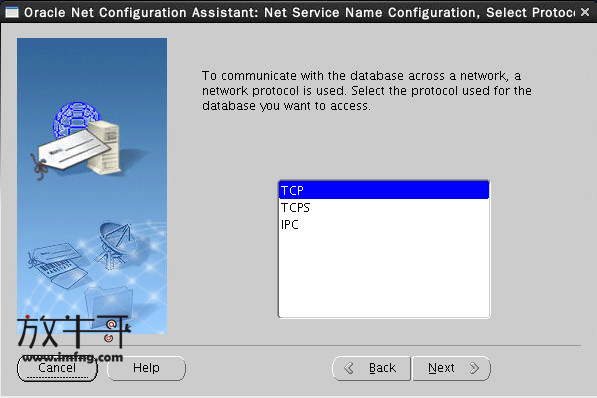 Oracle Net Configuration Assistant: Net Service Name Configuration, Select Protoc
To communicate with the database across a network, a
network protocol is used. Select the protocol used for the
database you want to access.
TCP
TCPS
IPC
放牛平
www.imfng.com
Cancel
Help
Back
Next